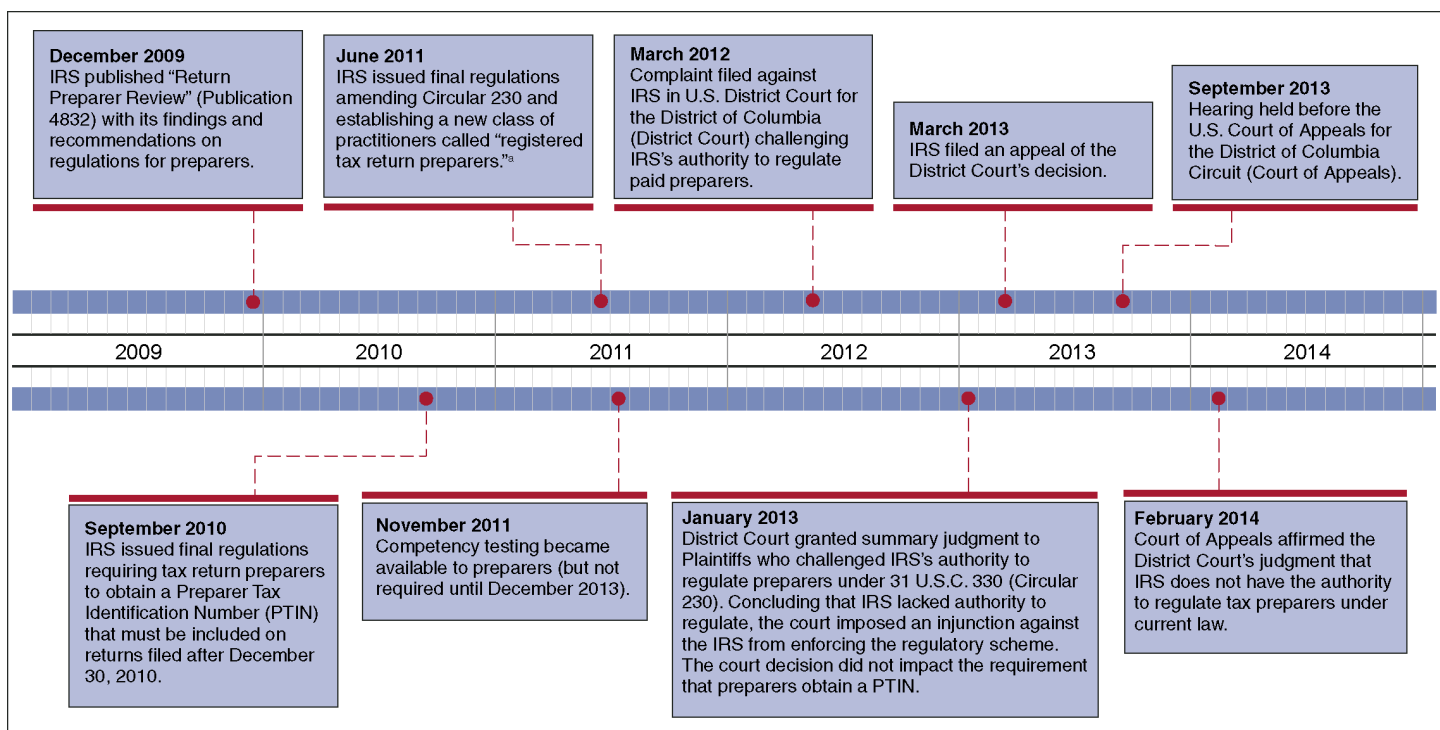 December 2009
IRS published “Return
Preparer Review” (Publication
4832) with its findings and
recommendations on
regulations for preparers.
June 2011
IRS issued final regulations
amending Circular 230 and
establishing a new class of
practitioners called “registered
tax return preparers.”a
March 2012
Complaint filed against
IRS in U.S. District Court for
the District of Columbia
(District Court) challenging
IRS’s authority to regulate
paid preparers.
March 2013
IRS filed an appeal of the
District Court’s decision.
September 2013
Hearing held before the
U.S. Court of Appeals for
the District of Columbia
Circuit (Court of Appeals).
2009 2010 2011 2012 2013 2014
September 2010
IRS issued final regulations
requiring tax return preparers
to obtain a Preparer Tax
Identification Number (PTIN)
that must be included on
returns filed after December
30, 2010.
November 2011
Competency testing became
available to preparers (but not
required until December 2013).
January 2013
District Court granted summary judgment to
Plaintiffs who challenged IRS’s authority to
regulate preparers under 31 U.S.C. 330 (Circular
230). Concluding that IRS lacked authority to
regulate, the court imposed an injunction against
the IRS from enforcing the regulatory scheme.
The court decision did not impact the requirement
that preparers obtain a PTIN.
February 2014
Court of Appeals affirmed the
District Court’s judgment that
IRS does not have the authority
to regulate tax preparers under
current law.